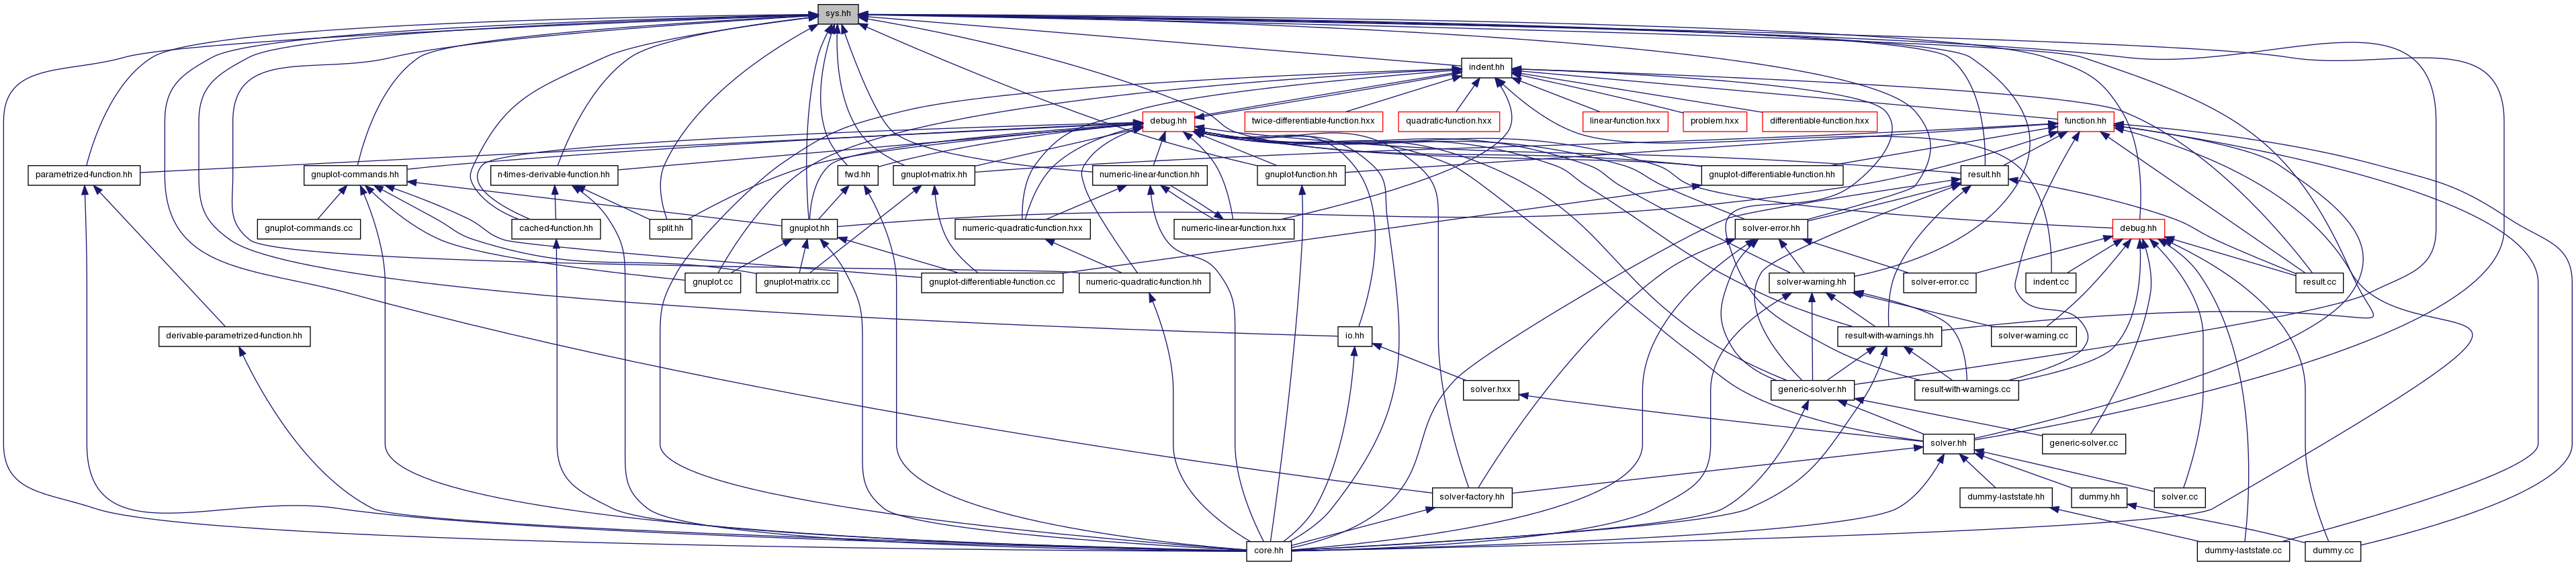 sys.hh
indent.hh
debug.hh
twice-differentiable-function.hxx
quadratic-function.hxx
linear-function.hxx
problem.hxx
differentiable-function.hxx
function.hh
parametrized-function.hh
gnuplot-commands.hh
n-times-derivable-function.hh
fwd.hh
gnuplot-matrix.hh
numeric-linear-function.hh
gnuplot-function.hh
gnuplot-differentiable-function.hh
result.hh
gnuplot-commands.cc
cached-function.hh
split.hh
gnuplot.hh
numeric-quadratic-function.hxx
numeric-linear-function.hxx
solver-error.hh
debug.hh
gnuplot.cc
gnuplot-matrix.cc
gnuplot-differentiable-function.cc
numeric-quadratic-function.hh
solver-warning.hh
solver-error.cc
indent.cc
result.cc
derivable-parametrized-function.hh
io.hh
result-with-warnings.hh
solver-warning.cc
solver.hxx
generic-solver.hh
result-with-warnings.cc
solver.hh
generic-solver.cc
solver-factory.hh
dummy-laststate.hh
dummy.hh
solver.cc
core.hh
dummy-laststate.cc
dummy.cc